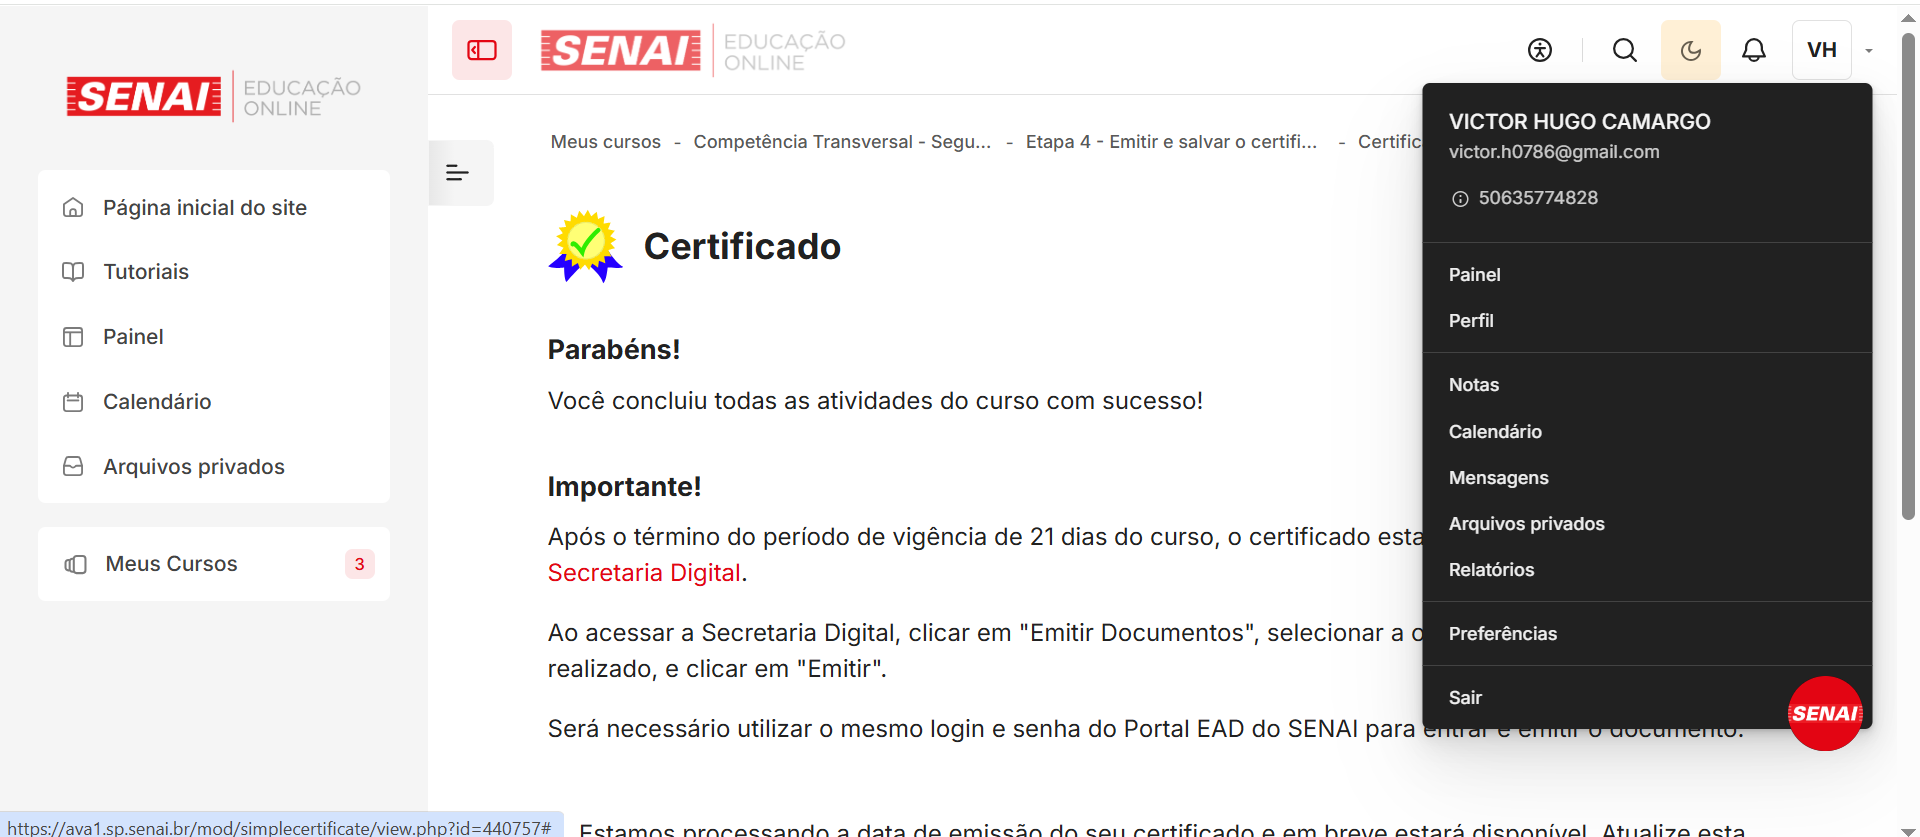 SENAI EDUCAÇÃO ONLINE
Página inicial do site
Tutoriais
Painel
Calendário
Arquivos privados
Meus Cursos 3
SENAI EDUCAÇÃO ONLINE
VH
Meus cursos - Competência Transversal - Segu... - Etapa 4 - Emitir e salvar o certifi... - Certific
Certificado
Parabéns!
Você concluiu todas as atividades do curso com sucesso!
Importante!
Após o término do período de vigência de 21 dias do curso, o certificado esta
Secretaria Digital.
Ao acessar a Secretaria Digital, clicar em "Emitir Documentos", selecionar a o
realizado, e clicar em "Emitir".
Será necessário utilizar o mesmo login e senha do Portal EAD do SENAI para entrar e emitir o documento.
Estamos processando a data de emissão do seu certificado e em breve estará disponível. Atualize esta
VICTOR HUGO CAMARGO
victor.h0786@gmail.com
50635774828
Painel
Perfil
Notas
Calendário
Mensagens
Arquivos privados
Relatórios
Preferências
Sair
SENAI
https://ava1.sp.senai.br/mod/simplecertificate/view.php?id=440757#